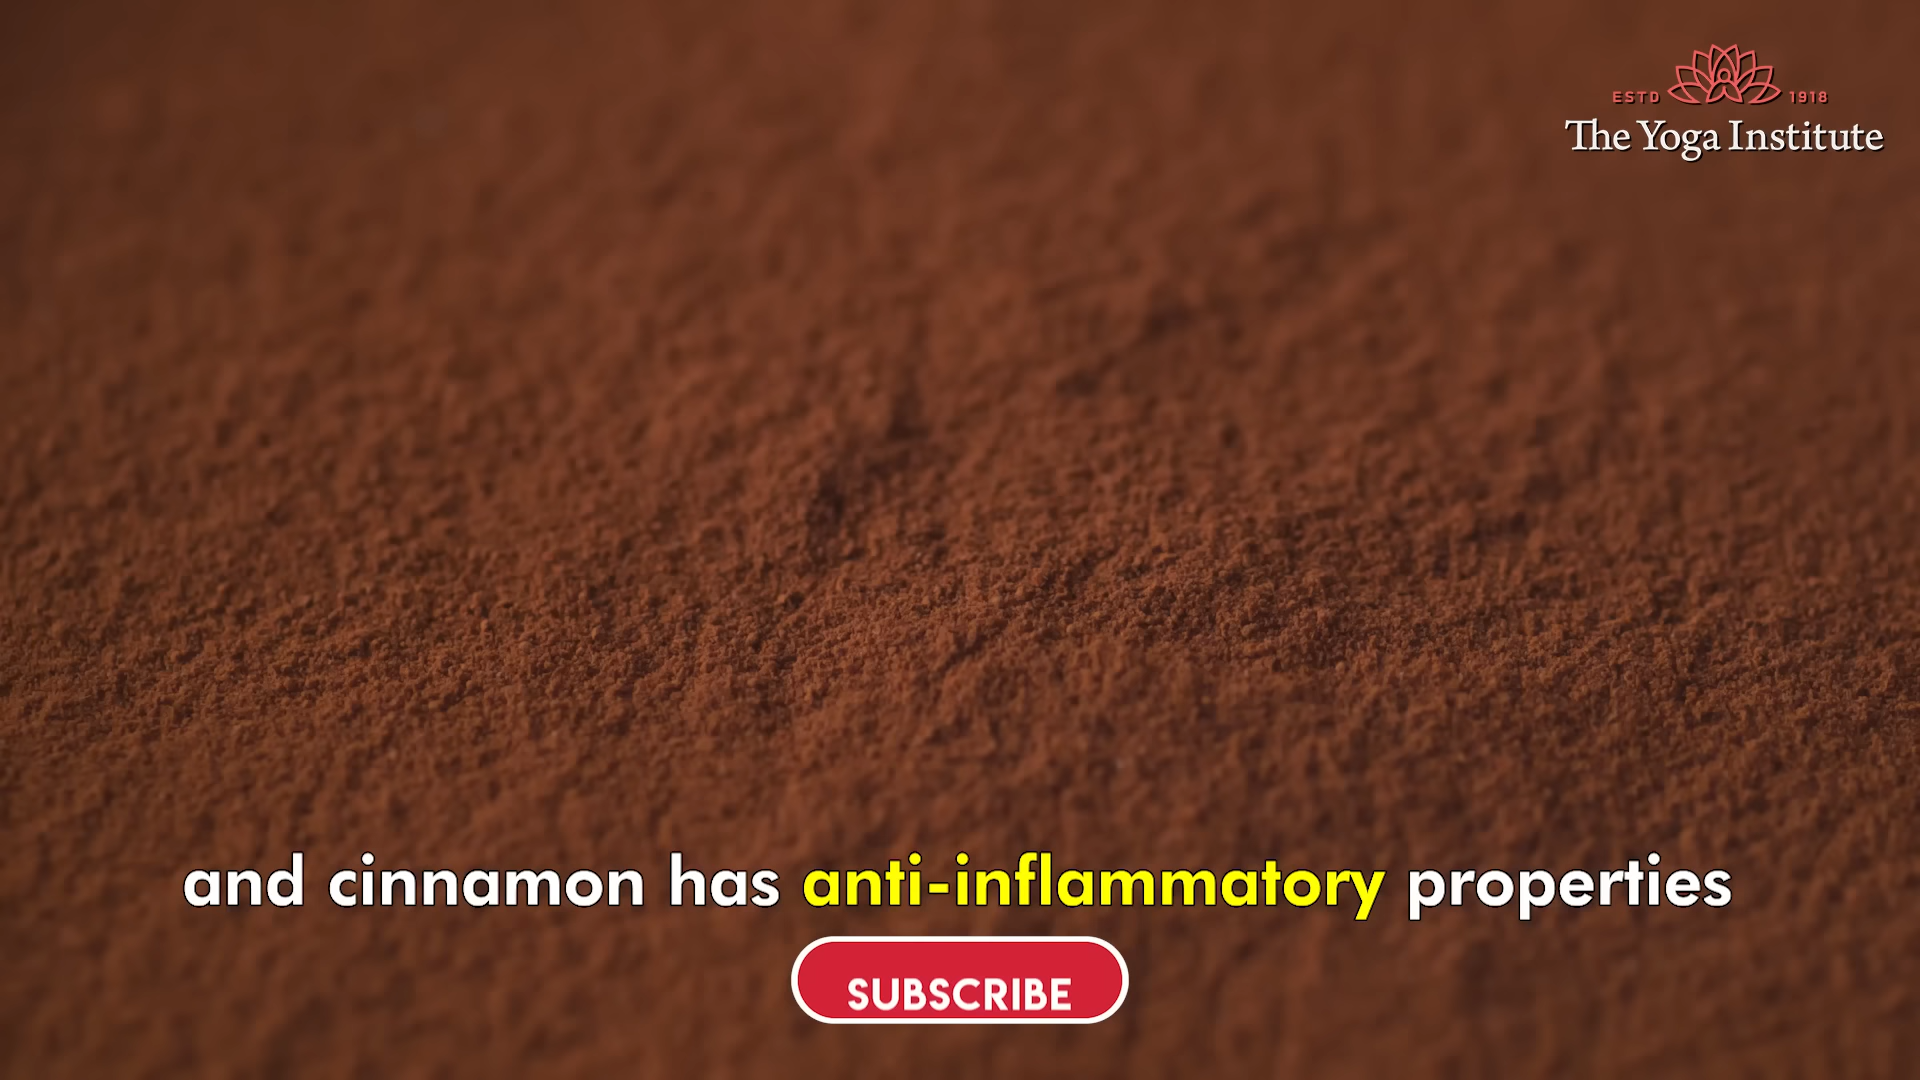 ESTD 1918
The Yoga Institute
and cinnamon has anti-inflammatory properties
SUBSCRIBE